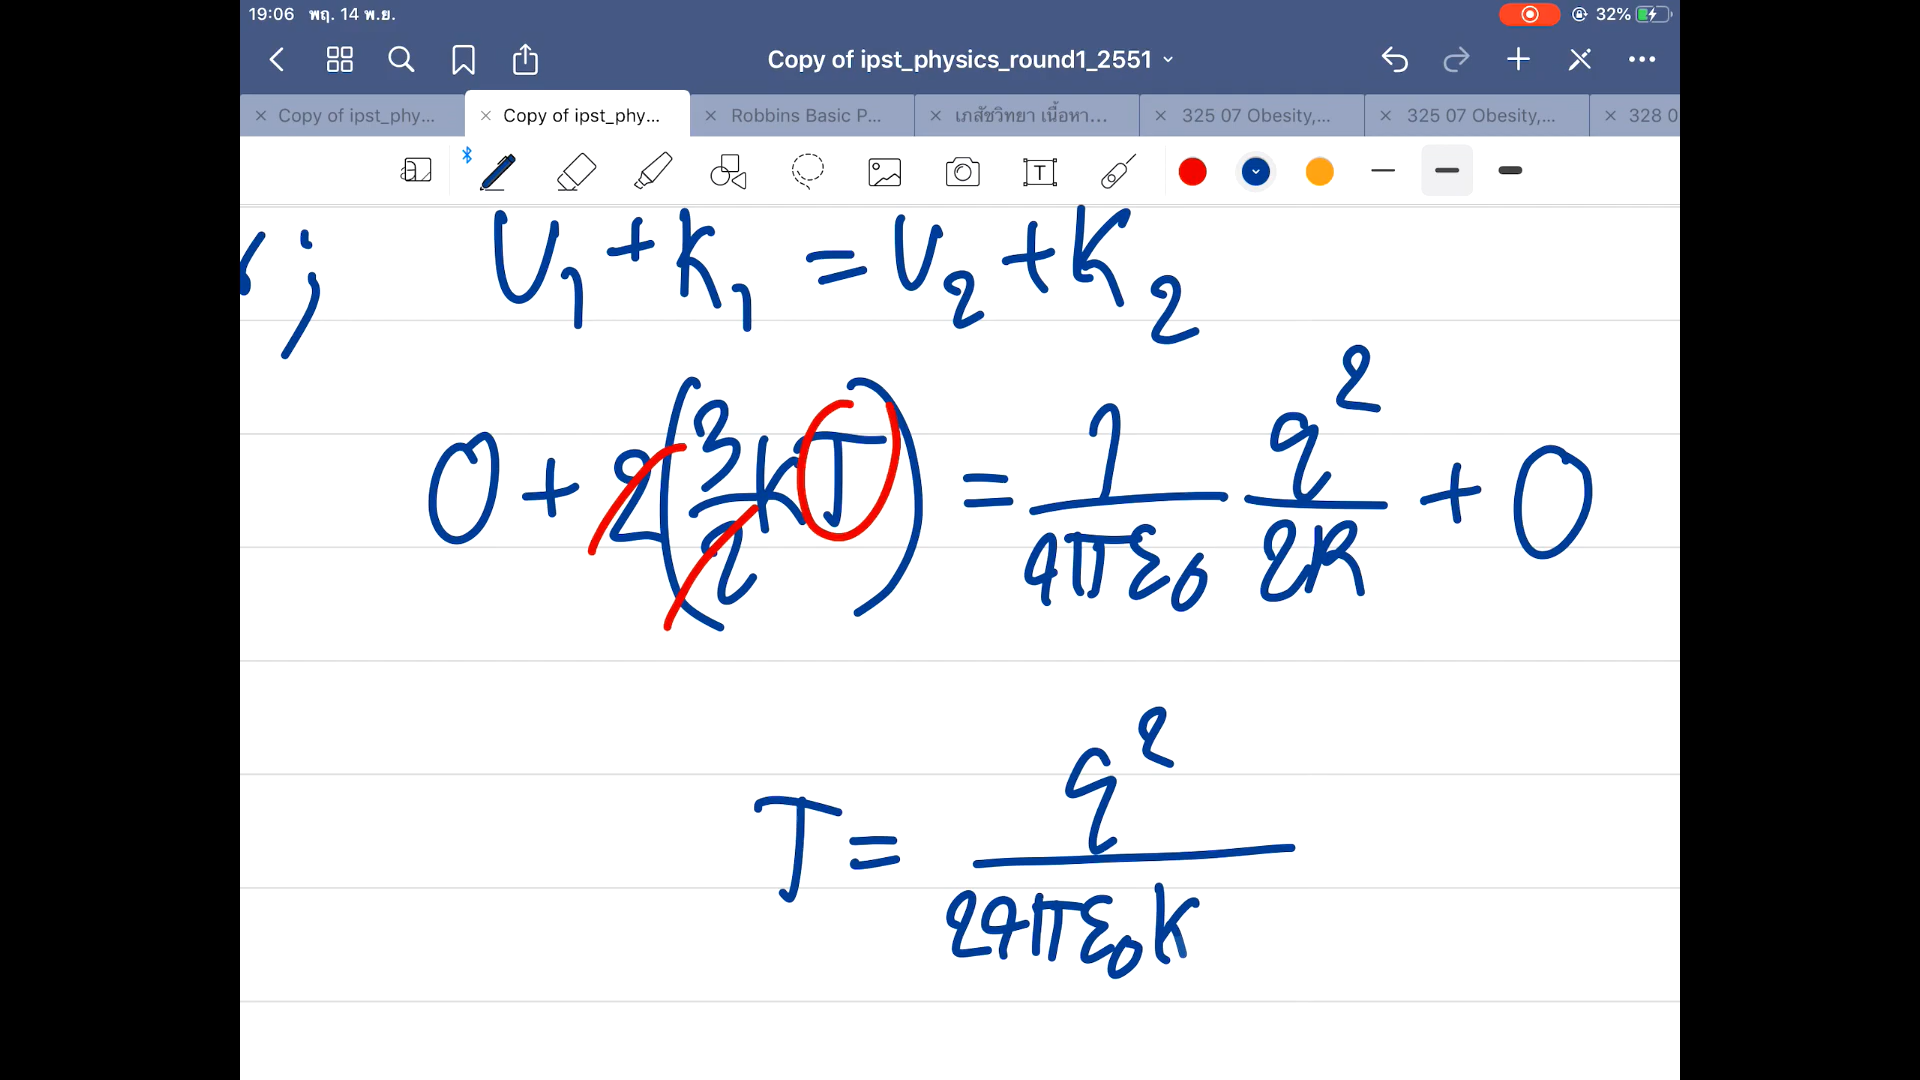 19:06 พฤ. 14 พ.ย. 32%
Copy of ipst_physics_round1_2551
Copy of ipst_phy... Copy of ipst_phy... Robbins Basic P... เภสัชวิทยา เนื้อหา... 325 07 Obesity,... 325 07 Obesity,... 328 0
; U₁ + K₁ = U₂ + K₂
0 + 2(3/2 kT) = 1/4πε₀ q²/2R + 0
T = q²/24πε₀k